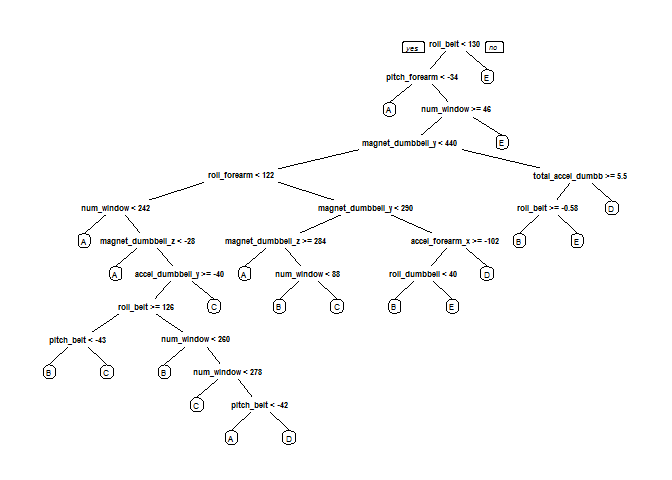 yes roll_belt < 130 no
pitch_forearm < -34 E
A num_window >= 46
magnet_dumbbell_y < 440 E
roll_forearm < 122 total_accel_dumbb >= 5.5
num_window < 242 magnet_dumbbell_y < 290 roll_belt >= -0.58 D
A magnet_dumbbell_z < -28 magnet_dumbbell_z >= 284 accel_forearm_x >= -102 B E
A accel_dumbbell_y >= -40 A num_window < 88 roll_dumbbell < 40 D
roll_belt >= 126 C B C B E
pitch_belt < -43 num_window < 260
B C B num_window < 278
C pitch_belt < -42
A D